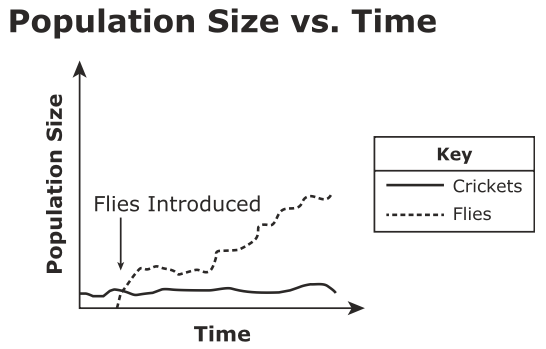 Population Size vs. Time
Population Size
Flies Introduced
Time
Key
Crickets
Flies